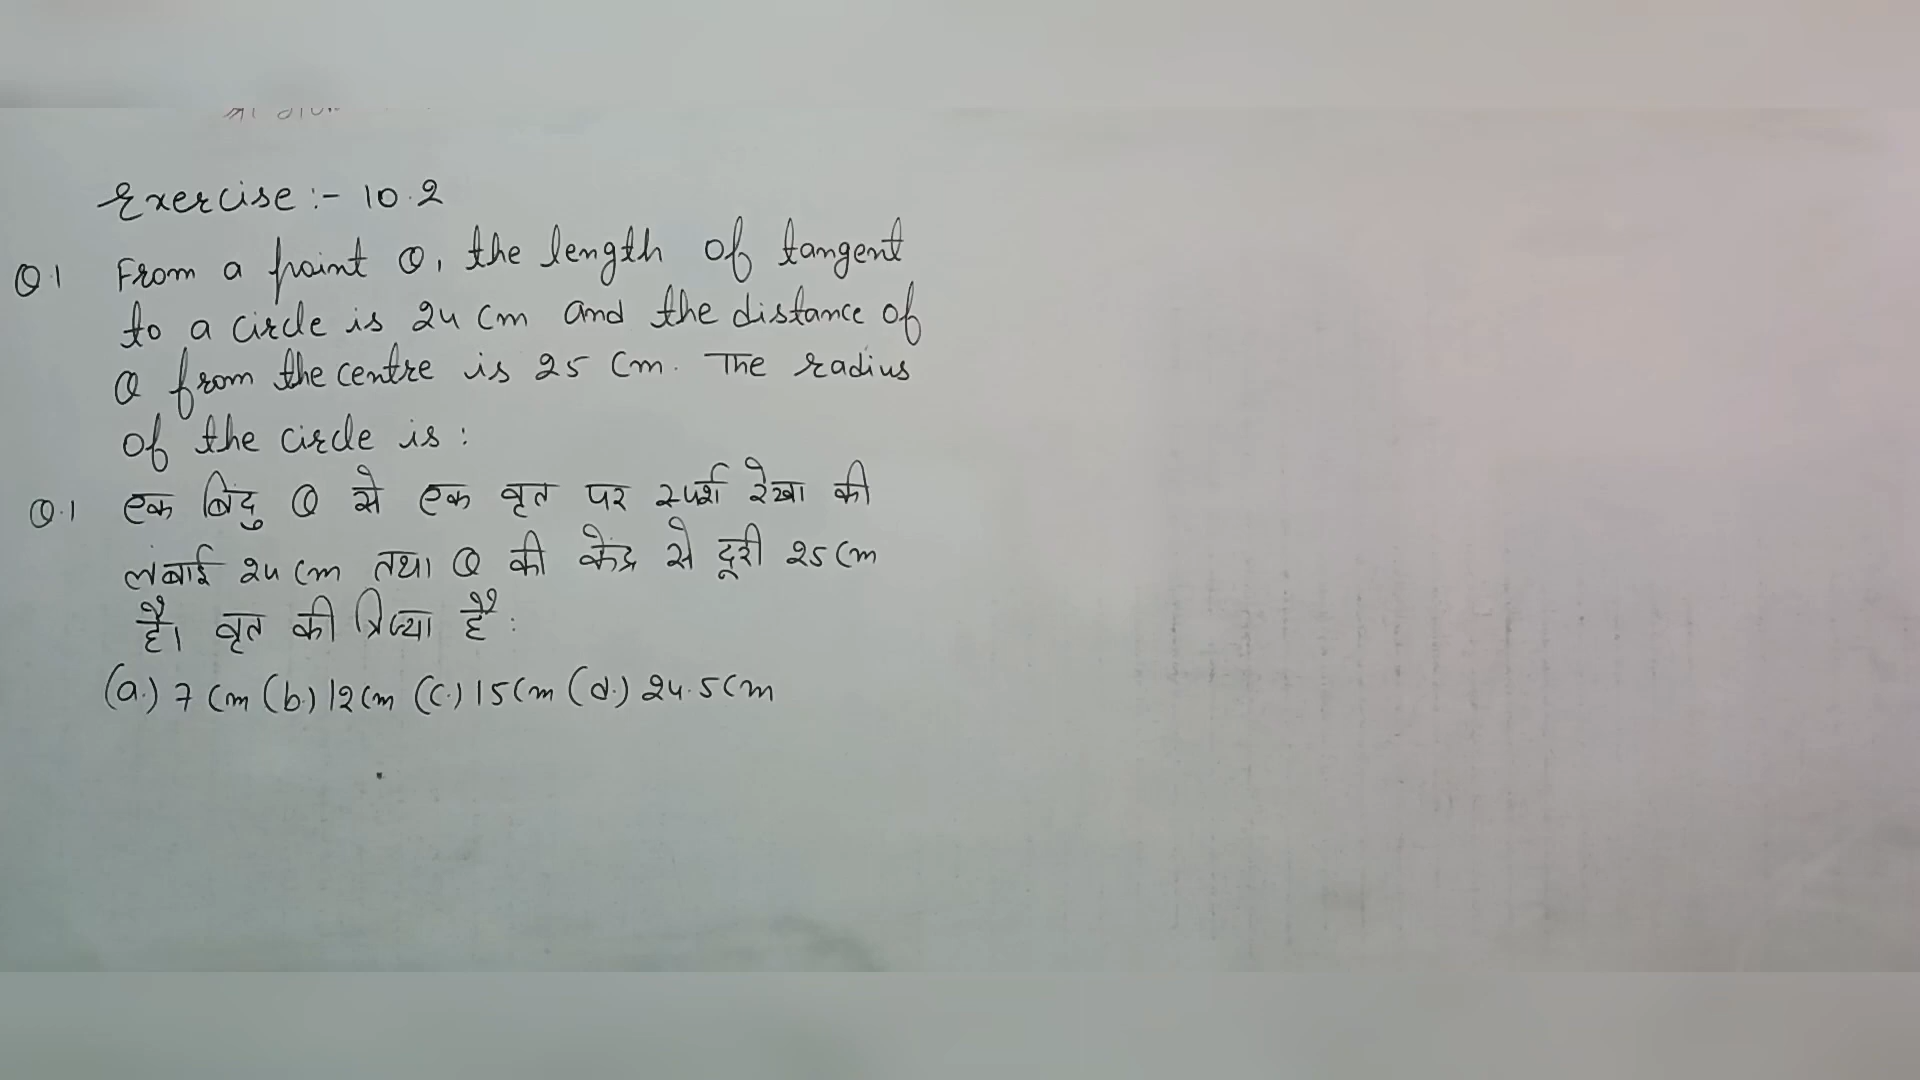 Exercise :- 10.2
Q.1 From a point Q, the length of tangent
to a circle is 24 cm and the distance of
Q from the centre is 25 cm. The radius
of the circle is :
Q.1 एक बिंदु Q से एक वृत पर स्पर्श रेखा की
लंबाई 24 cm तथा Q की केंद्र से दूरी 25 cm
है। वृत की त्रिज्या है :
(a.) 7 cm (b.) 12 cm (c.) 15 cm (d.) 24.5 cm